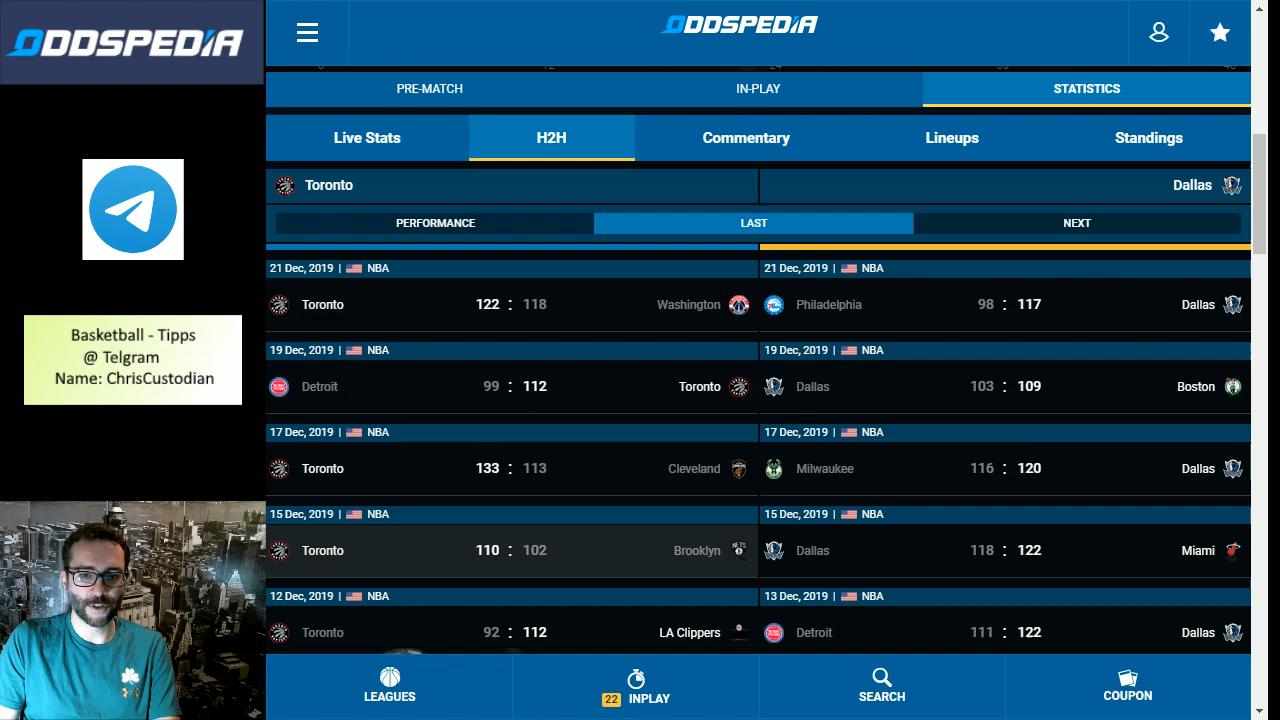 ODDSPEDIA
Basketball - Tipps
@ Telgram
Name: ChrisCustodian
ODDSPEDIA
PRE-MATCH
IN-PLAY
STATISTICS
Live Stats
H2H
Commentary
Lineups
Standings
Toronto
Dallas
PERFORMANCE
LAST
NEXT
21 Dec, 2019 | NBA
21 Dec, 2019 | NBA
Toronto 122 : 118 Washington
Philadelphia 98 : 117 Dallas
19 Dec, 2019 | NBA
19 Dec, 2019 | NBA
Detroit 99 : 112 Toronto
Dallas 103 : 109 Boston
17 Dec, 2019 | NBA
17 Dec, 2019 | NBA
Toronto 133 : 113 Cleveland
Milwaukee 116 : 120 Dallas
15 Dec, 2019 | NBA
15 Dec, 2019 | NBA
Toronto 110 : 102 Brooklyn
Dallas 118 : 122 Miami
12 Dec, 2019 | NBA
13 Dec, 2019 | NBA
Toronto 92 : 112 LA Clippers
Detroit 111 : 122 Dallas
LEAGUES
22 INPLAY
SEARCH
COUPON